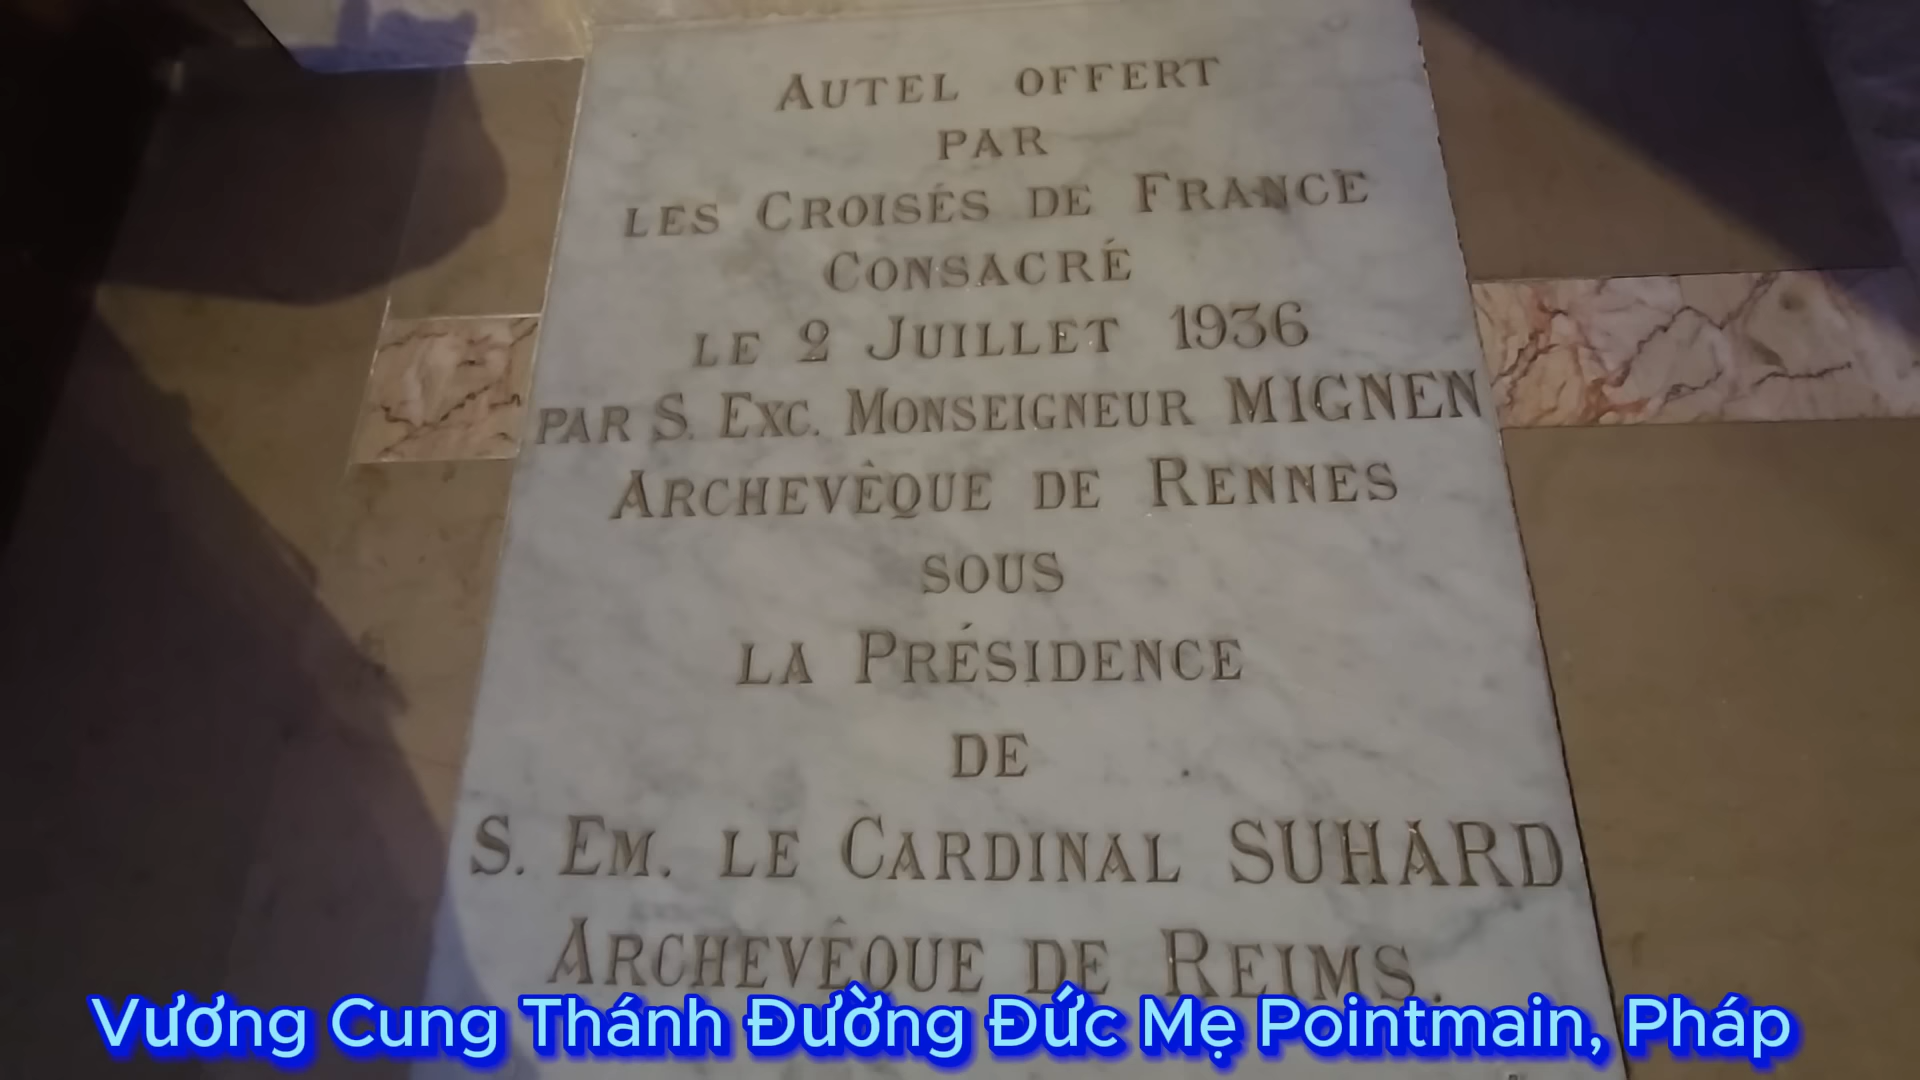 AUTEL OFFERT
PAR
LES CROISÉS DE FRANCE
CONSACRÉ
LE 2 JUILLET 1936
PAR S. EXC. MONSEIGNEUR MIGNEN
ARCHEVÊQUE DE RENNES
SOUS
LA PRÉSIDENCE
DE
S. EM. LE CARDINAL SUHARD
ARCHEVÊQUE DE REIMS.
Vương Cung Thánh Đường Đức Mẹ Pointmain, Pháp